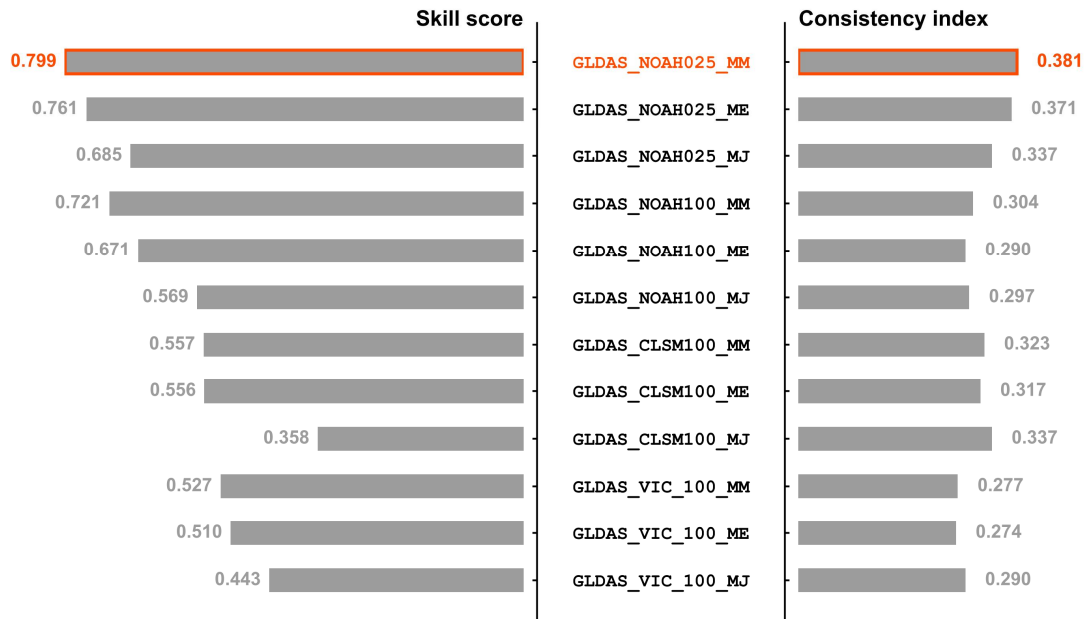 Skill score Consistency index
0.799 GLDAS_NOAH025_MM 0.381
0.761 GLDAS_NOAH025_ME 0.371
0.685 GLDAS_NOAH025_MJ 0.337
0.721 GLDAS_NOAH100_MM 0.304
0.671 GLDAS_NOAH100_ME 0.290
0.569 GLDAS_NOAH100_MJ 0.297
0.557 GLDAS_CLSM100_MM 0.323
0.556 GLDAS_CLSM100_ME 0.317
0.358 GLDAS_CLSM100_MJ 0.337
0.527 GLDAS_VIC_100_MM 0.277
0.510 GLDAS_VIC_100_ME 0.274
0.443 GLDAS_VIC_100_MJ 0.290